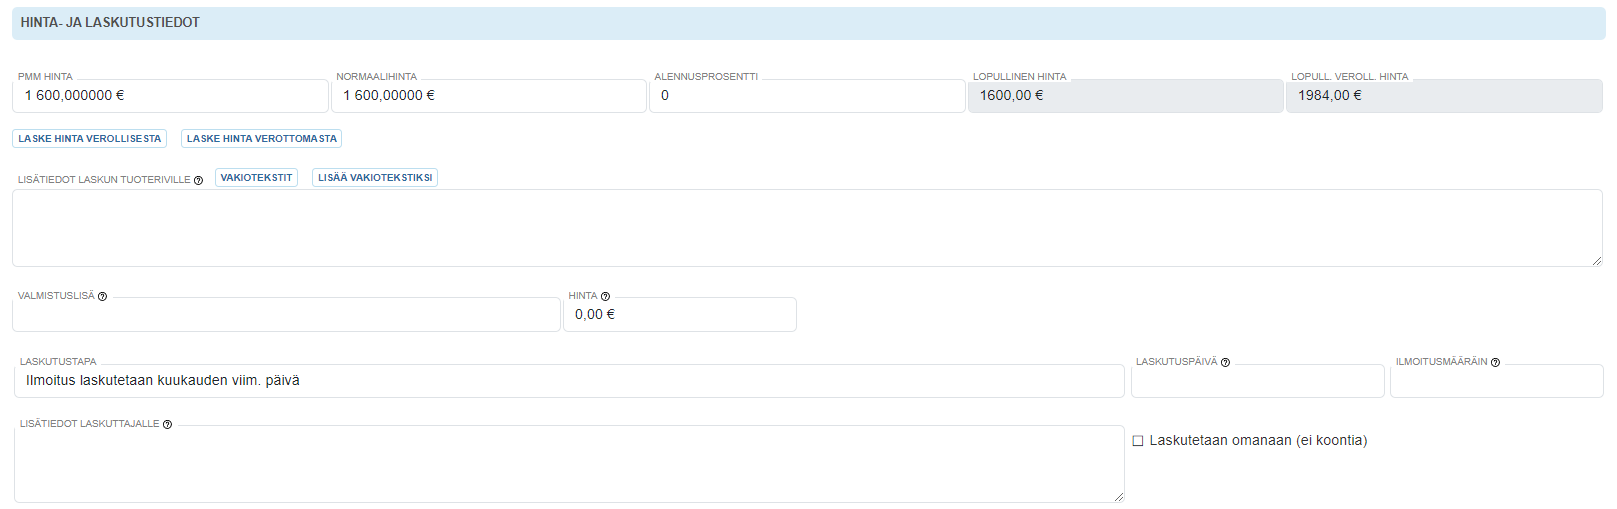 HINTA- JA LASKUTUSTIEDOT
PMM HINTA NORMAALIHINTA ALENNUSPROSENTTI LOPULLINEN HINTA LOPULL. VEROLL. HINTA
1 600,000000 € 1 600,00000 € 0 1600,00 € 1984,00 €
LASKE HINTA VEROLLISESTA LASKE HINTA VEROTTOMASTA
LISÄTIEDOT LASKUN TUOTERIVILLE VAKIOTEKSTIT LISÄÄ VAKIOTEKSTIKSI
VALMISTUSLISÄ HINTA
0,00 €
LASKUTUSTAPA LASKUTUSPÄIVÄ ILMOITUSMÄÄRÄIN
Ilmoitus laskutetaan kuukauden viim. päivä
LISÄTIEDOT LASKUTTAJALLE
Laskutetaan omanaan (ei koontia)